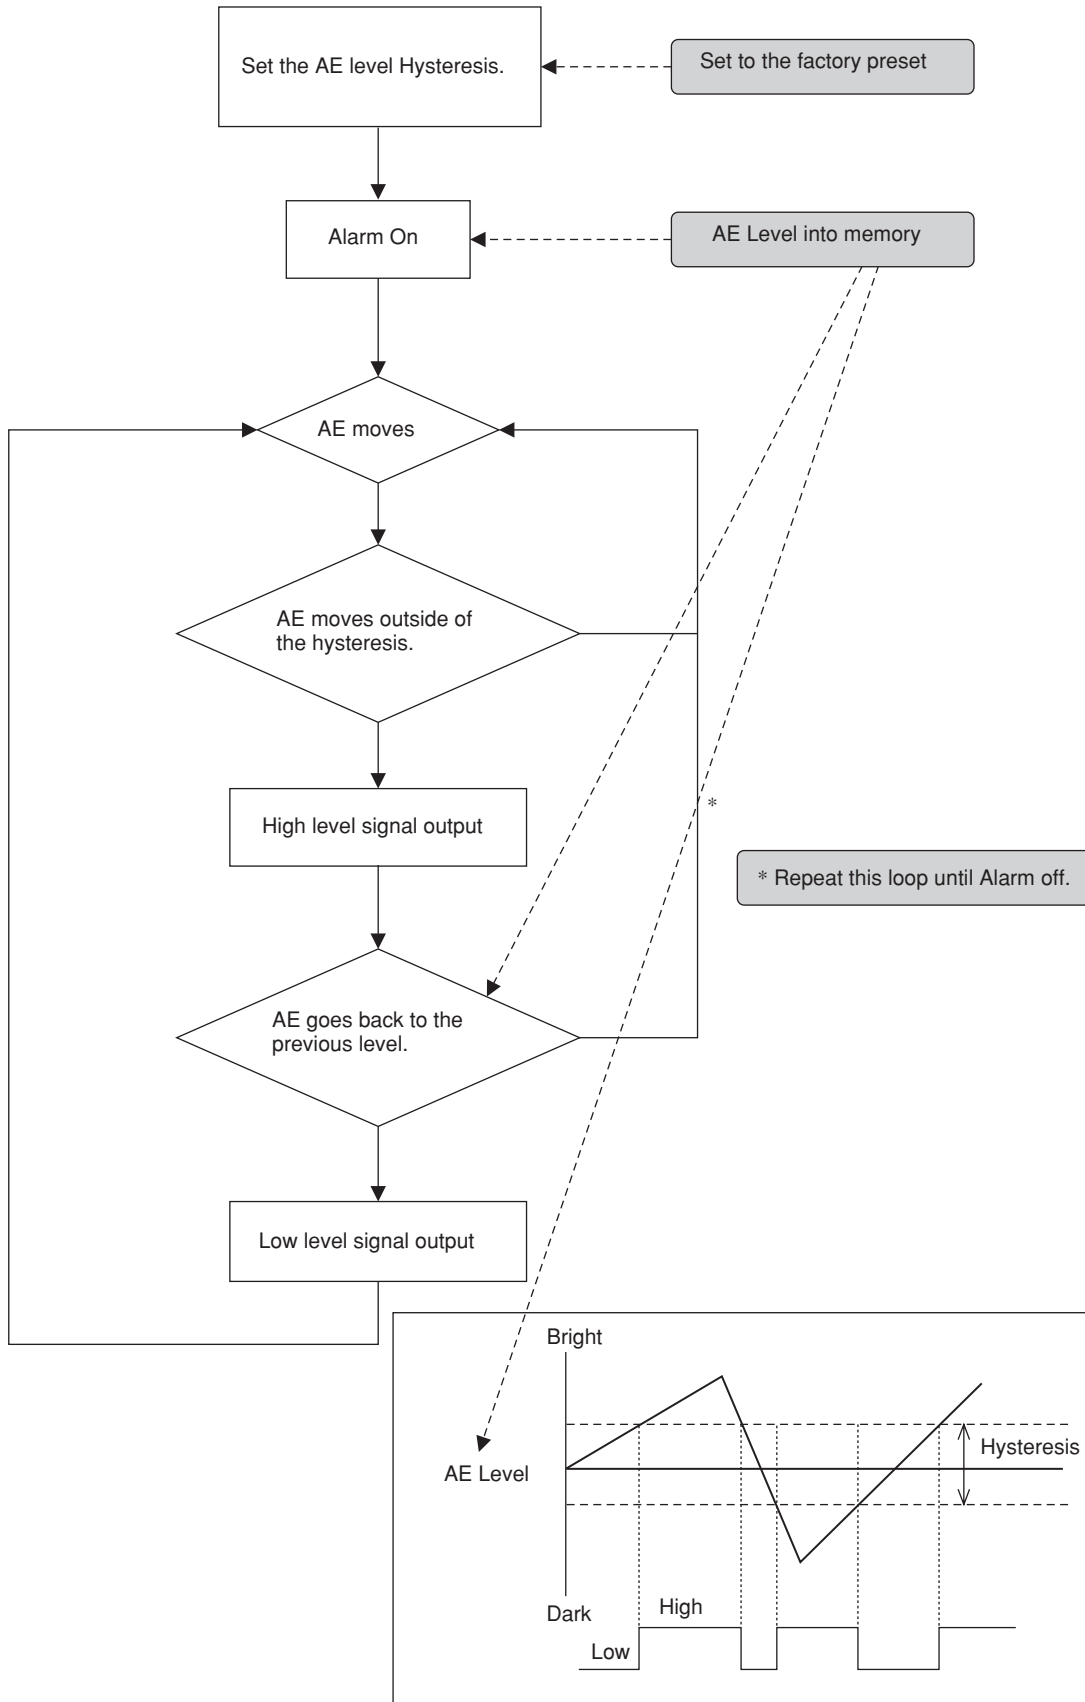 Set the AE level Hysteresis.
Set to the factory preset
Alarm On
AE Level into memory
AE moves
AE moves outside of
the hysteresis.
High level signal output
*
* Repeat this loop until Alarm off.
AE goes back to the
previous level.
Low level signal output
Bright
Hysteresis
AE Level
Dark
High
Low